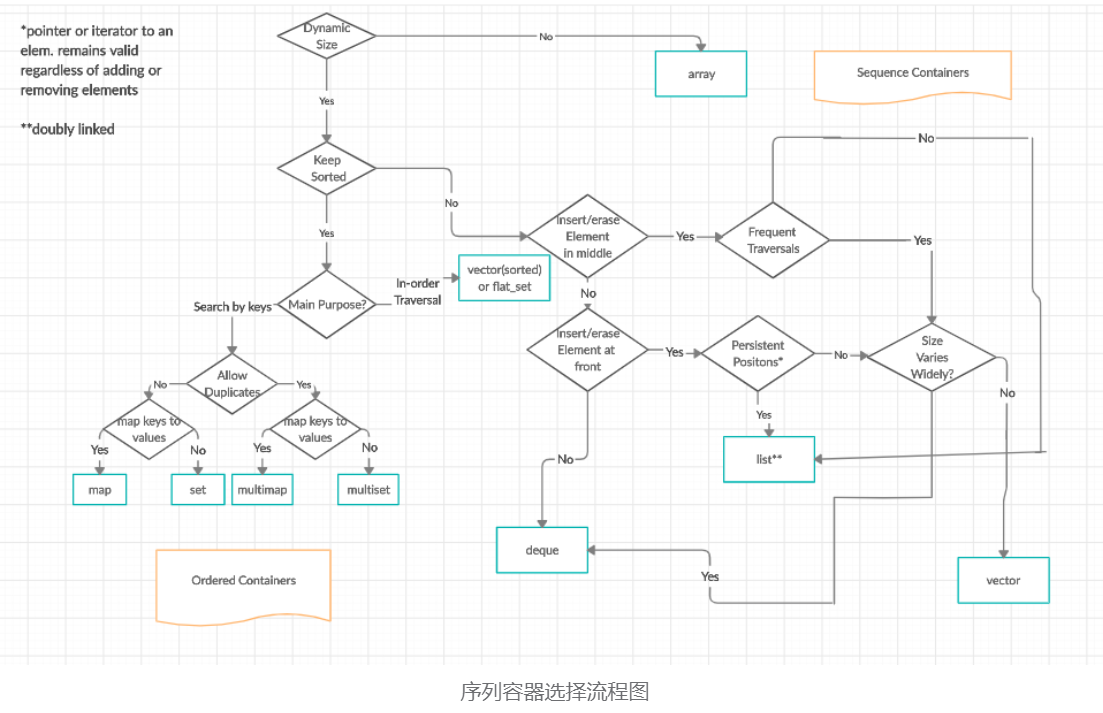 *pointer or iterator to an
elem. remains valid
regardless of adding or
removing elements
**doubly linked
Dynamic
Size
No
array
Sequence Containers
Yes
Keep
Sorted
No
No
Yes
Insert/erase
Element
in middle
Yes
Frequent
Traversals
Yes
Main Purpose?
In-order
Traversal
vector(sorted)
or flat_set
Search by keys
No
Insert/erase
Element at
front
Yes
Persistent
Positons*
No
Size
Varies
Widely?
Allow
Duplicates
No
Yes
No
map keys to
values
map keys to
values
Yes
No
Yes
No
Yes
list**
No
map
set
multimap
multiset
deque
Yes
vector
Ordered Containers
序列容器选择流程图